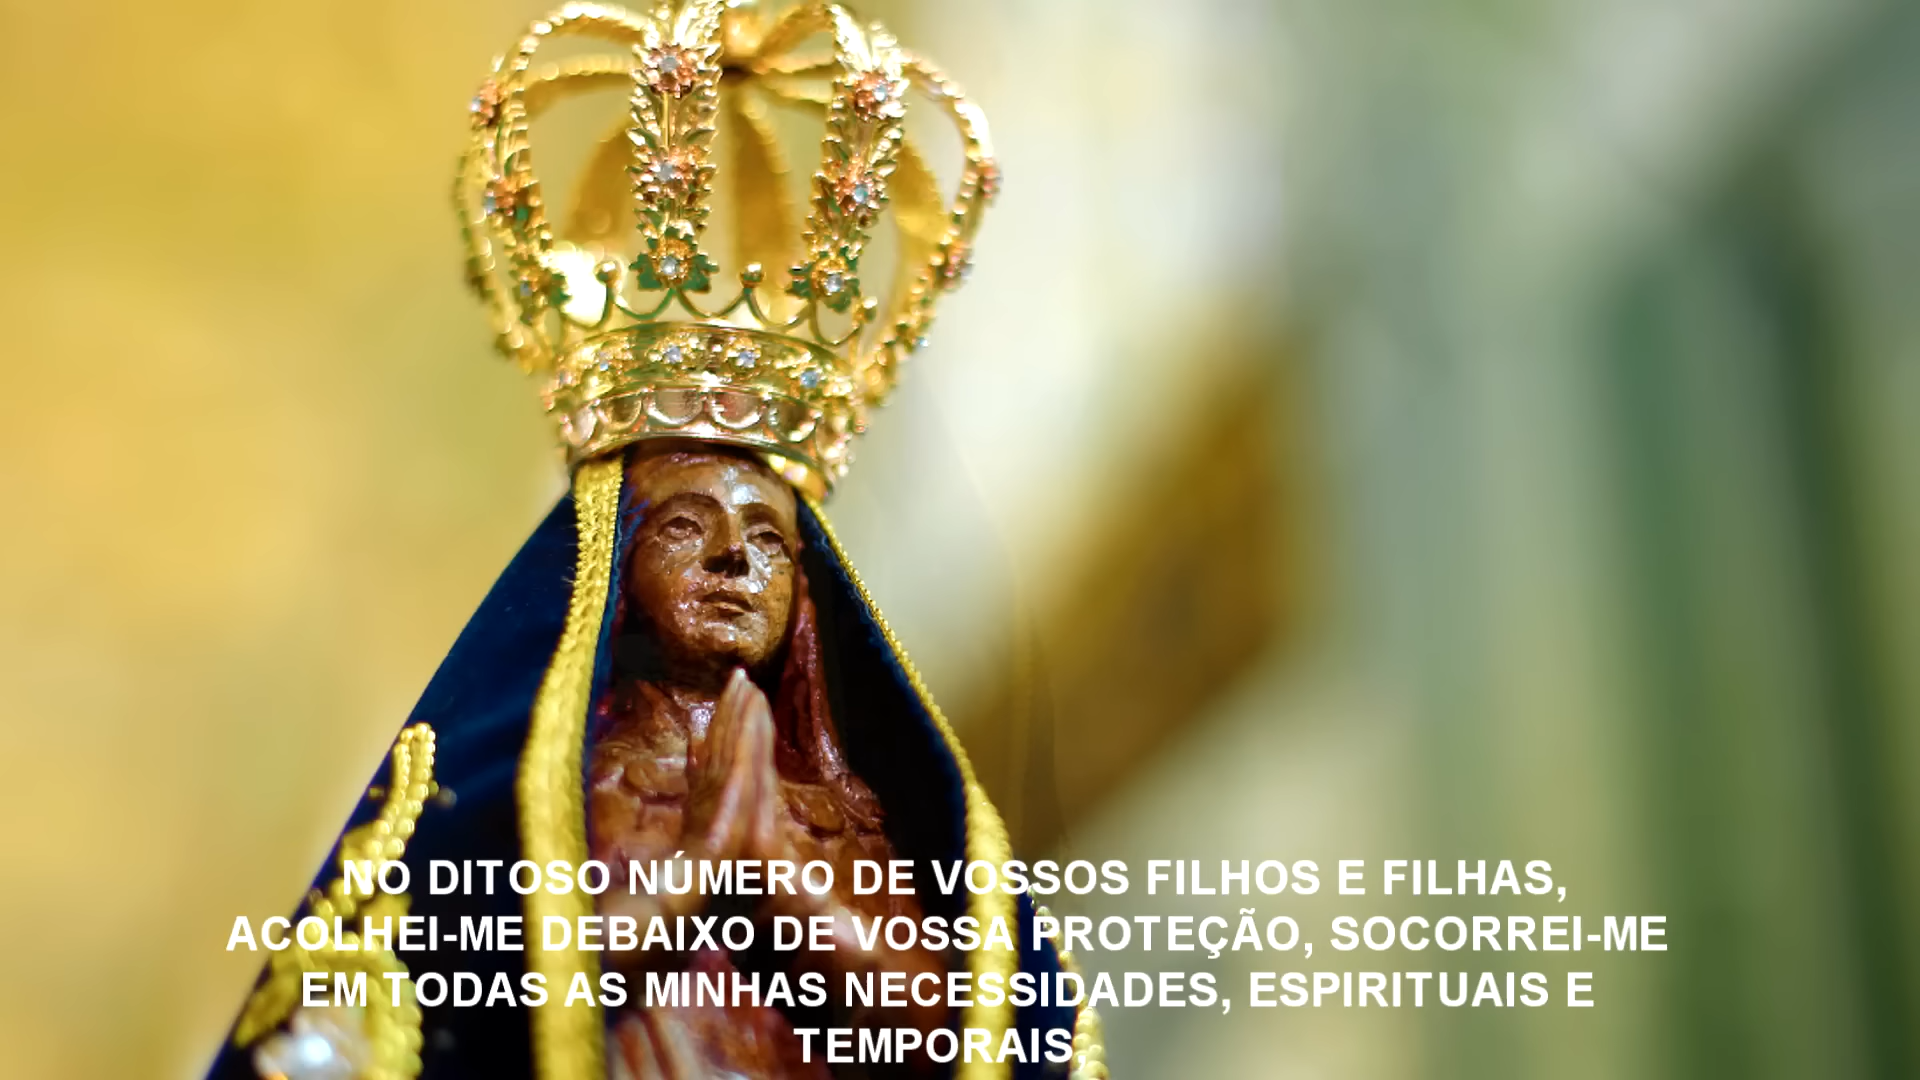 NO DITOSO NÚMERO DE VOSSOS FILHOS E FILHAS,
ACOLHEI-ME DEBAIXO DE VOSSA PROTEÇÃO, SOCORREI-ME
EM TODAS AS MINHAS NECESSIDADES, ESPIRITUAIS E
TEMPORAIS,